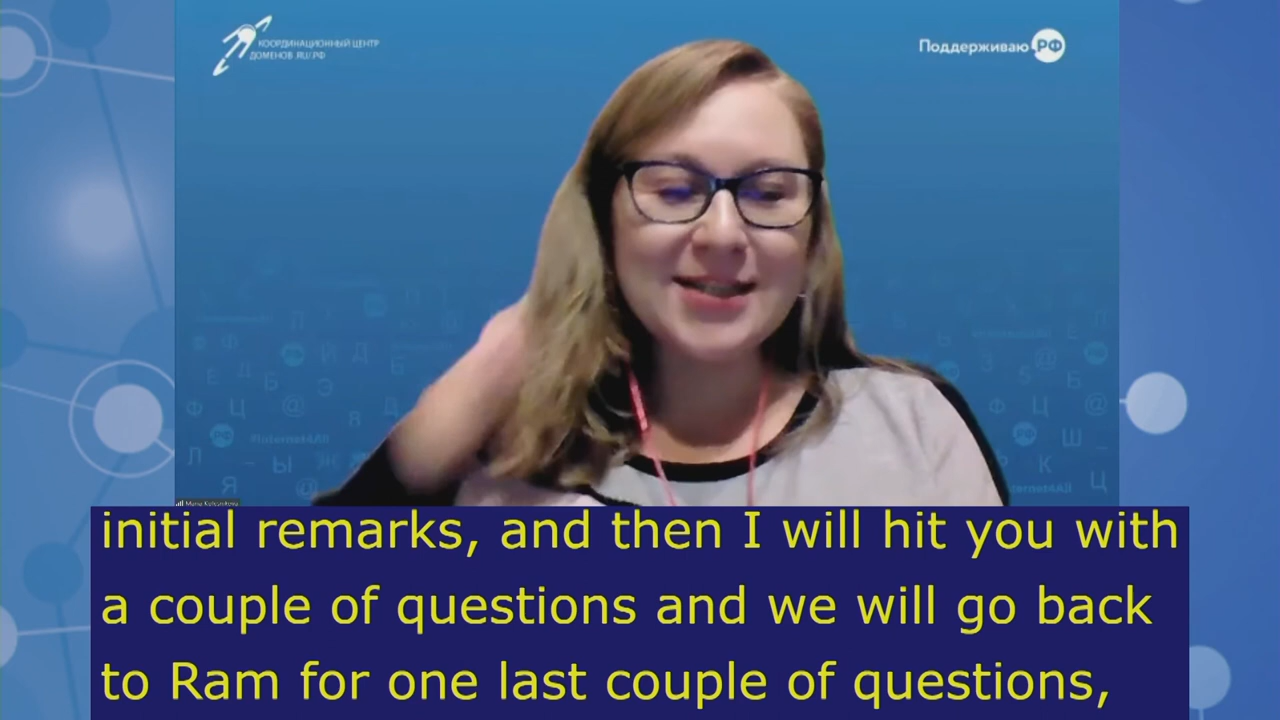 КООРДИНАЦИОННЫЙ ЦЕНТР
ДОМЕНОВ .RU/.РФ
Поддерживаю РФ
#Internet4All
initial remarks, and then I will hit you with
a couple of questions and we will go back
to Ram for one last couple of questions,